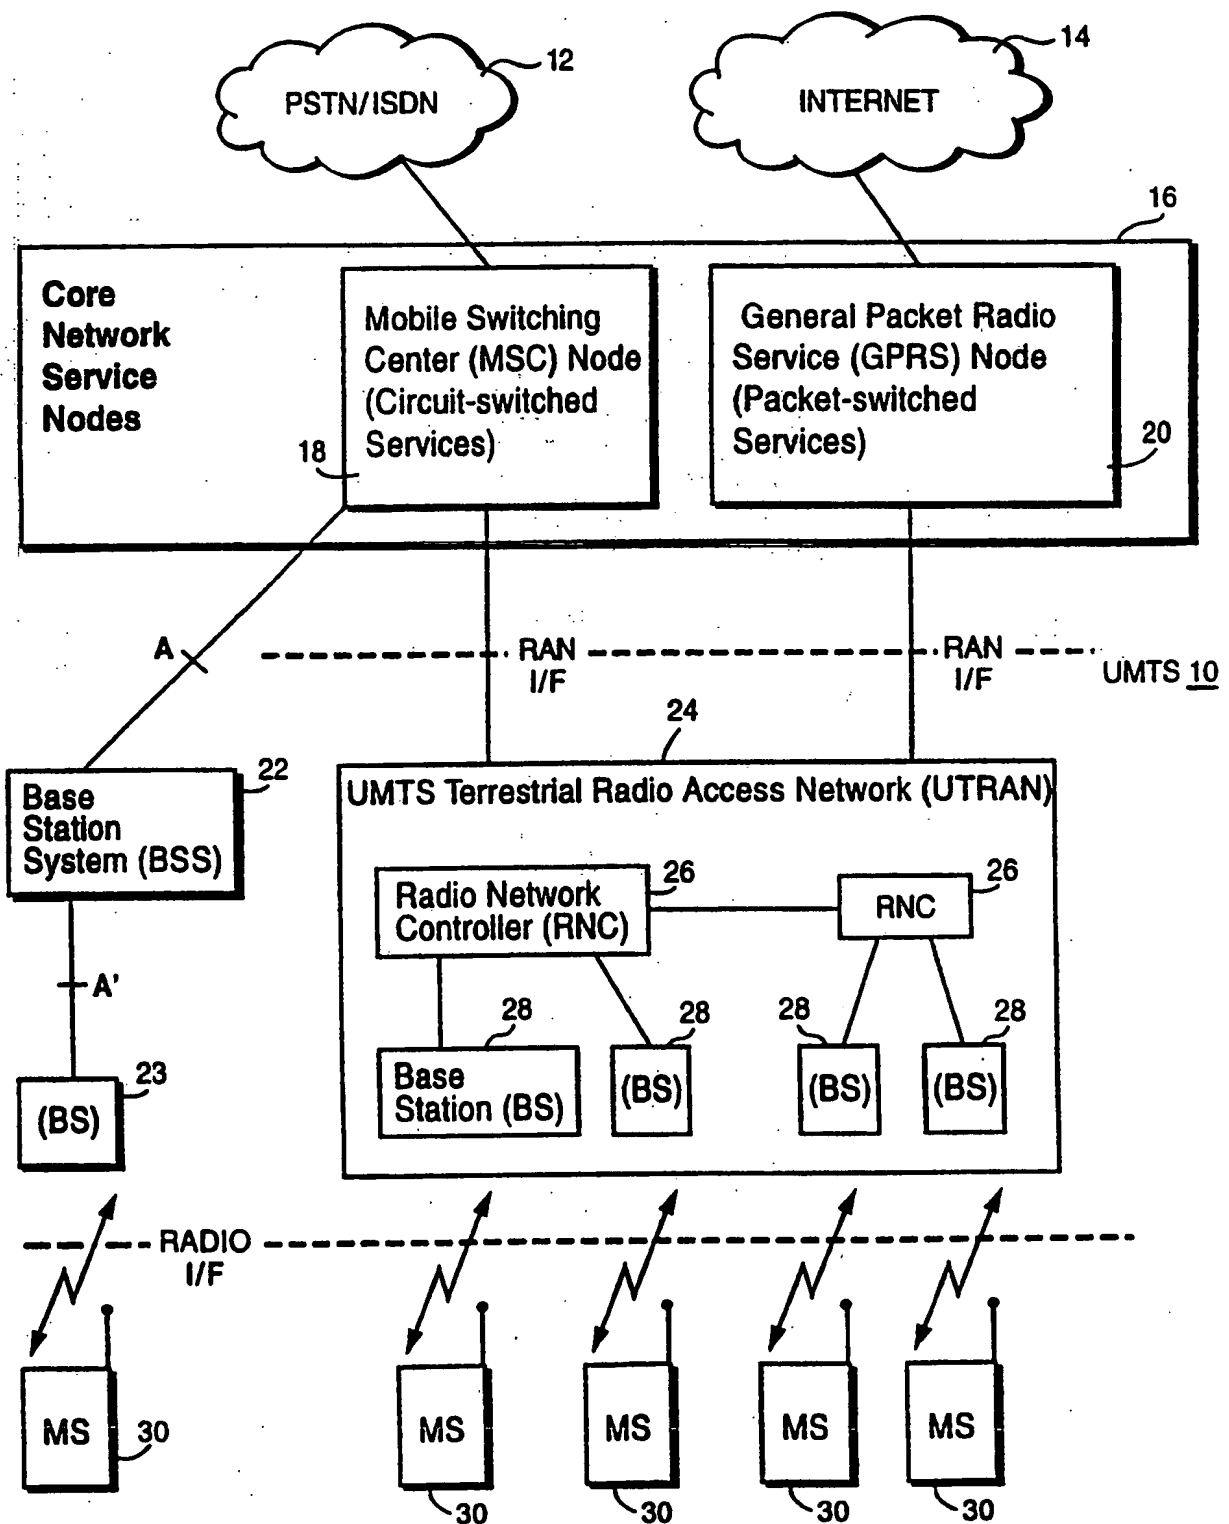 12
PSTN/ISDN
14
INTERNET
16
Core
Network
Service
Nodes
Mobile Switching
Center (MSC) Node
(Circuit-switched
Services)
18
General Packet Radio
Service (GPRS) Node
(Packet-switched
Services)
20
A
RAN
I/F
RAN
I/F
UMTS 10
24
22
Base
Station
System (BSS)
UMTS Terrestrial Radio Access Network (UTRAN)
26
Radio Network
Controller (RNC)
26
RNC
A'
28
Base
Station (BS)
28
(BS)
28
(BS)
28
(BS)
23
(BS)
RADIO
I/F
MS
30
MS
30
MS
30
MS
30
MS
30